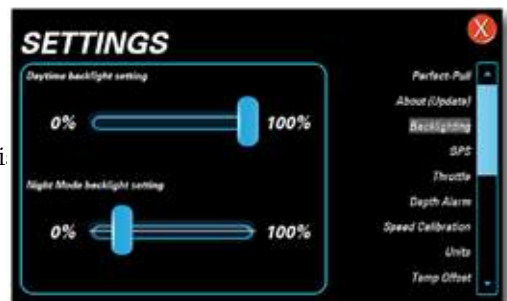 SETTINGS
X
Daytime backlight setting
0% 100%
Night Mode backlight setting
0% 100%
Perfect-Pull
About (Update)
Backlighting
GPS
Throttle
Depth Alarm
Speed Calibration
Units
Temp Offset